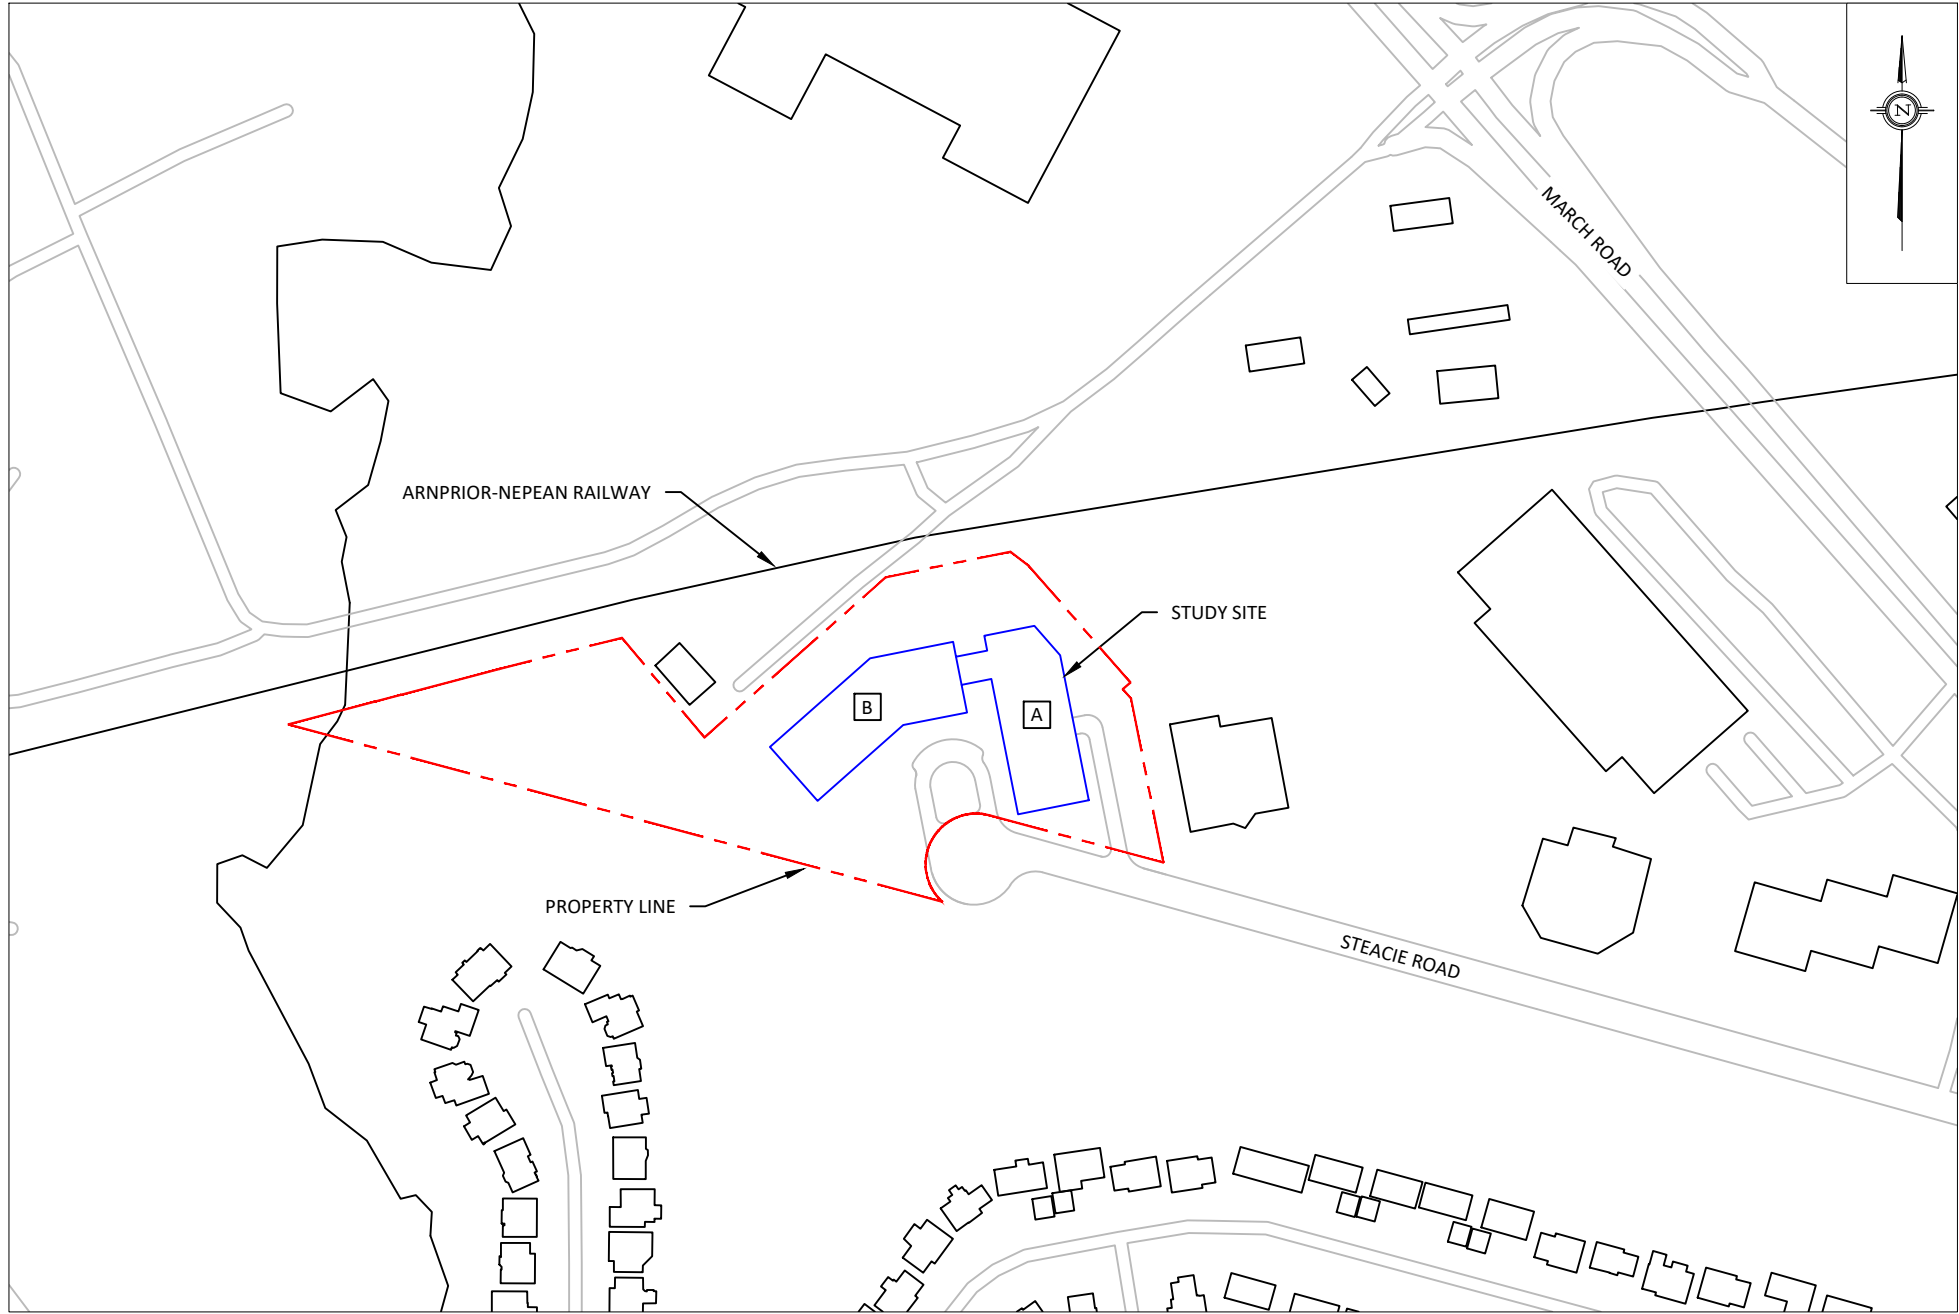 N
MARCH ROAD
ARNPRIOR-NEPEAN RAILWAY
STUDY SITE
B
A
PROPERTY LINE
STEACIE ROAD